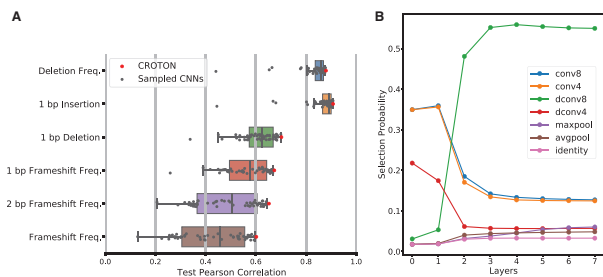 A
CROTON
Sampled CNNs
Deletion Freq.
1 bp Insertion
1 bp Deletion
1 bp Frameshift Freq.
2 bp Frameshift Freq.
Frameshift Freq.
0.0 0.2 0.4 0.6 0.8 1.0
Test Pearson Correlation
B
Selection Probability
0.5
0.4
0.3
0.2
0.1
0.0
conv8
conv4
dconv8
dconv4
maxpool
avgpool
identity
0 1 2 3 4 5 6 7
Layers